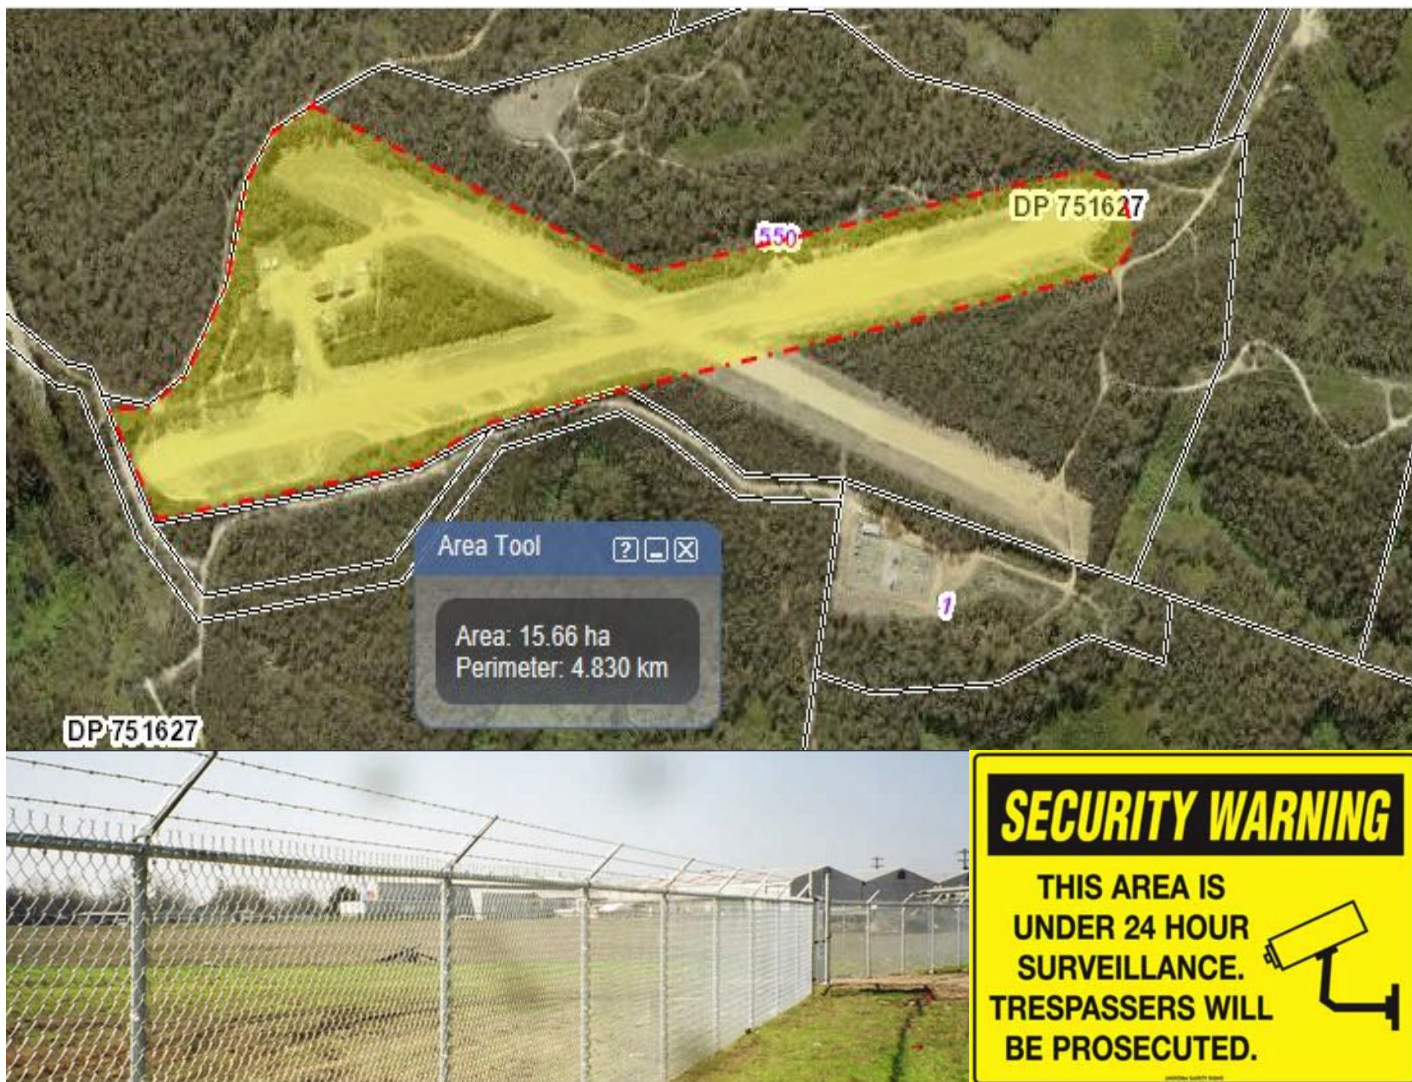 DP 751627
550
Area Tool
?
Area: 15.66 ha
Perimeter: 4.830 km
1
DP 751627
SECURITY WARNING
THIS AREA IS
UNDER 24 HOUR
SURVEILLANCE.
TRESPASSERS WILL
BE PROSECUTED.